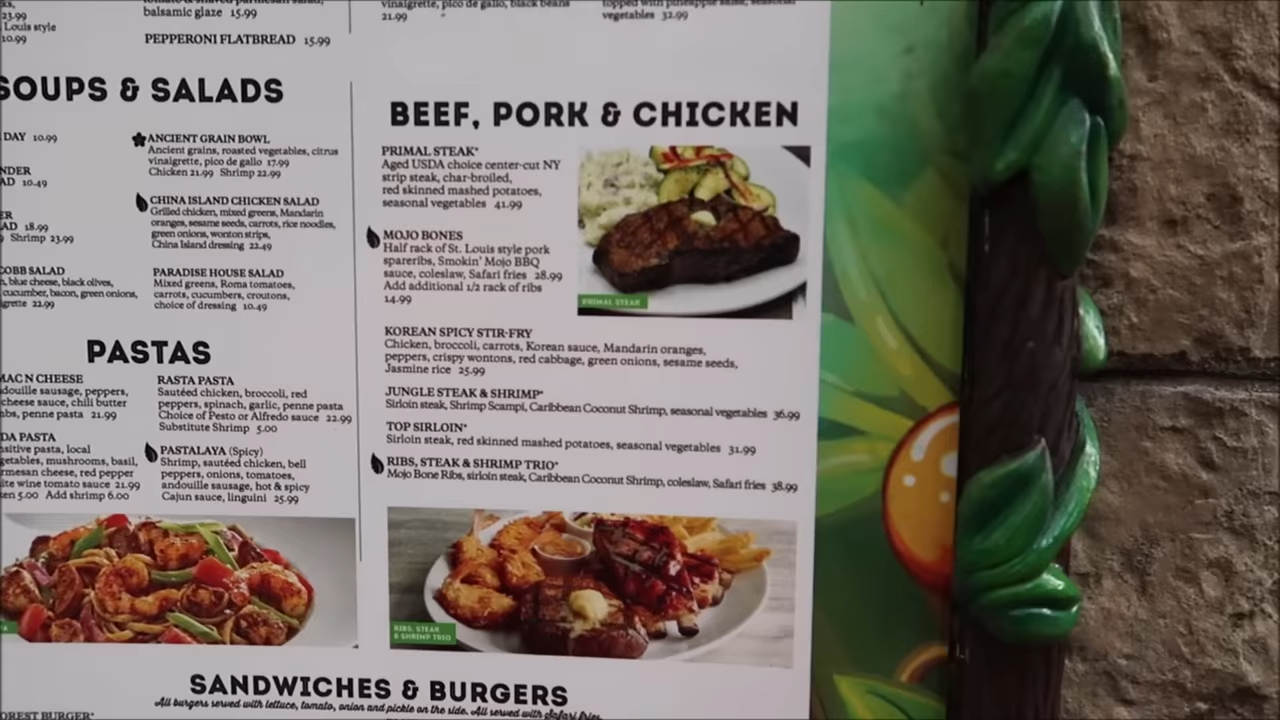 23.99
Louis style
10.99
balsamic glaze 15.99
PEPPERONI FLATBREAD 15.99
vinaigrette, pico de gallo, black beans
21.99
topped with pineapple salsa, seasonal
vegetables 32.99
SOUPS & SALADS
DAY 10.99
NDER
AD 10.49
ER
AD 18.99
Shrimp 23.99
COBB SALAD
, blue cheese, black olives,
cucumber, bacon, green onions,
grette 22.99
ANCIENT GRAIN BOWL
Ancient grains, roasted vegetables, citrus
vinaigrette, pico de gallo 17.99
Chicken 21.99 Shrimp 22.99
CHINA ISLAND CHICKEN SALAD
Grilled chicken, mixed greens, Mandarin
oranges, sesame seeds, carrots, rice noodles,
green onions, wonton strips,
China Island dressing 22.49
PARADISE HOUSE SALAD
Mixed greens, Roma tomatoes,
carrots, cucumbers, croutons,
choice of dressing 10.49
PASTAS
MAC N CHEESE
douille sausage, peppers,
cheese sauce, chili butter
mbs, penne pasta 21.99
DA PASTA
nsitive pasta, local
getables, mushrooms, basil,
rmesan cheese, red pepper
ite wine tomato sauce 21.99
ken 5.00 Add shrimp 6.00
RASTA PASTA
Sautéed chicken, broccoli, red
peppers, spinach, garlic, penne pasta
Choice of Pesto or Alfredo sauce 22.99
Substitute Shrimp 5.00
PASTALAYA (Spicy)
Shrimp, sautéed chicken, bell
peppers, onions, tomatoes,
andouille sausage, hot & spicy
Cajun sauce, linguini 25.99
BEEF, PORK & CHICKEN
PRIMAL STEAK*
Aged USDA choice center-cut NY
strip steak, char-broiled,
red skinned mashed potatoes,
seasonal vegetables 41.99
MOJO BONES
Half rack of St. Louis style pork
spareribs, Smokin' Mojo BBQ
sauce, coleslaw, Safari fries 28.99
Add additional 1/2 rack of ribs
14.99
PRIMAL STEAK
KOREAN SPICY STIR-FRY
Chicken, broccoli, carrots, Korean sauce, Mandarin oranges,
peppers, crispy wontons, red cabbage, green onions, sesame seeds,
Jasmine rice 25.99
JUNGLE STEAK & SHRIMP*
Sirloin steak, Shrimp Scampi, Caribbean Coconut Shrimp, seasonal vegetables 36.99
TOP SIRLOIN*
Sirloin steak, red skinned mashed potatoes, seasonal vegetables 31.99
RIBS, STEAK & SHRIMP TRIO*
Mojo Bone Ribs, sirloin steak, Caribbean Coconut Shrimp, coleslaw, Safari fries 38.99
RIBS, STEAK
& SHRIMP TRIO
SANDWICHES & BURGERS
All burgers served with lettuce, tomato, onion and pickle on the side. All served with Safari fries.
OREST BURGER*